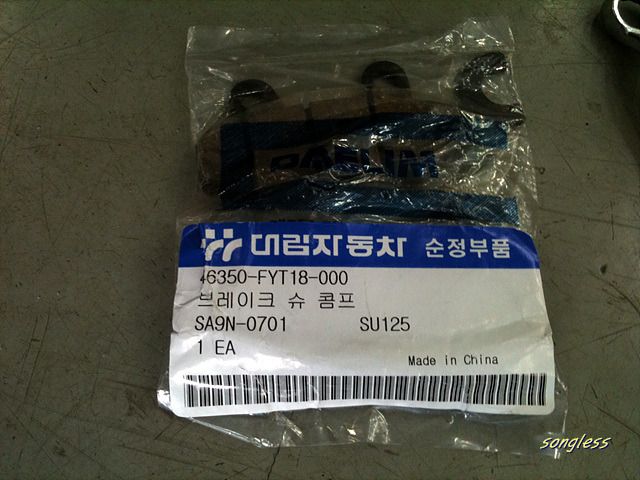 DAELIM
대림자동차 순정부품
46350-FYT18-000
브레이크 슈 콤프
SA9N-0701 SU125
1 EA
Made in China
songless